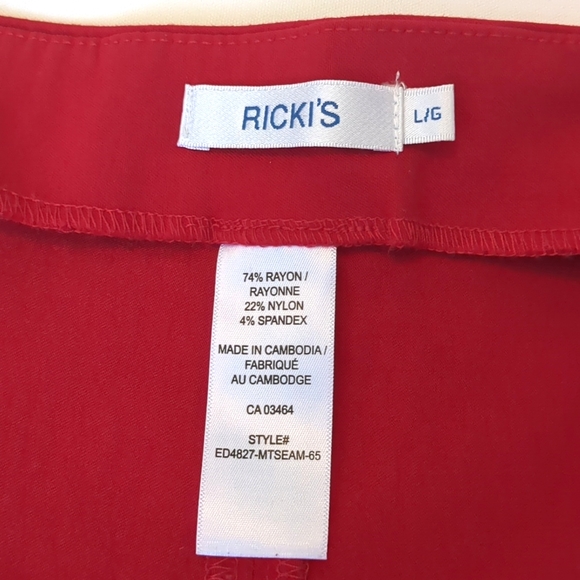 RICKI'S
L/G
74% RAYON /
RAYONNE
22% NYLON
4% SPANDEX
MADE IN CAMBODIA /
FABRIQUÉ
AU CAMBODGE
CA 03464
STYLE#
ED4827-MTSEAM-65